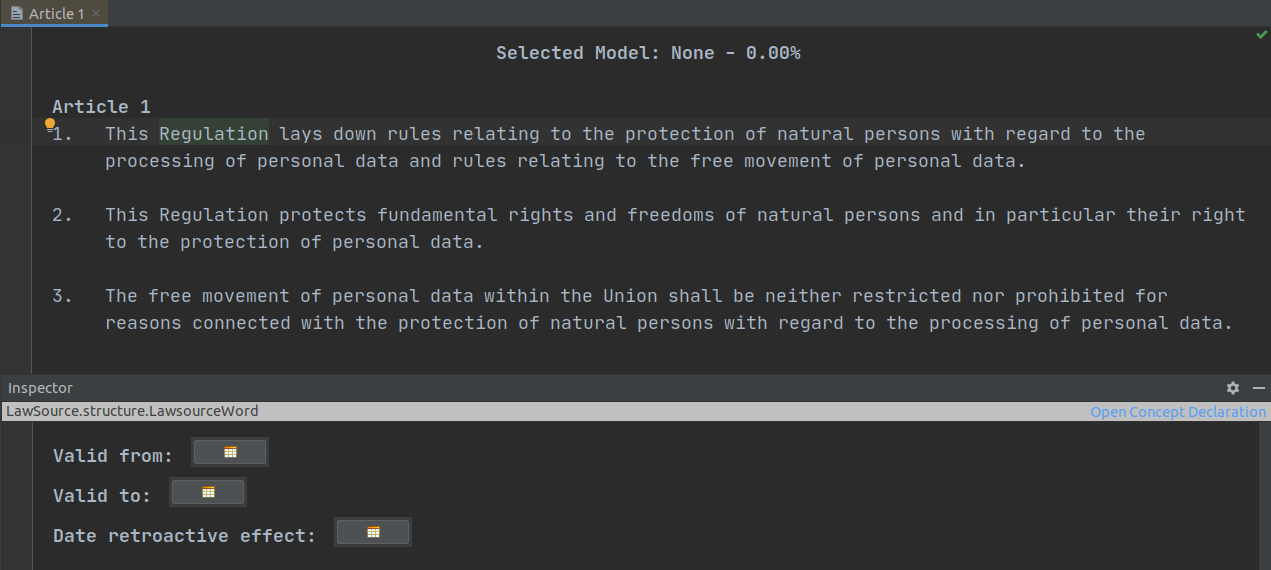 Article 1
Selected Model: None - 0.00%
Article 1
1. This Regulation lays down rules relating to the protection of natural persons with regard to the
processing of personal data and rules relating to the free movement of personal data.
2. This Regulation protects fundamental rights and freedoms of natural persons and in particular their right
to the protection of personal data.
3. The free movement of personal data within the Union shall be neither restricted nor prohibited for
reasons connected with the protection of natural persons with regard to the processing of personal data.
Inspector
LawSource.structure.LawsourceWord Open Concept Declaration
Valid from:
Valid to:
Date retroactive effect: